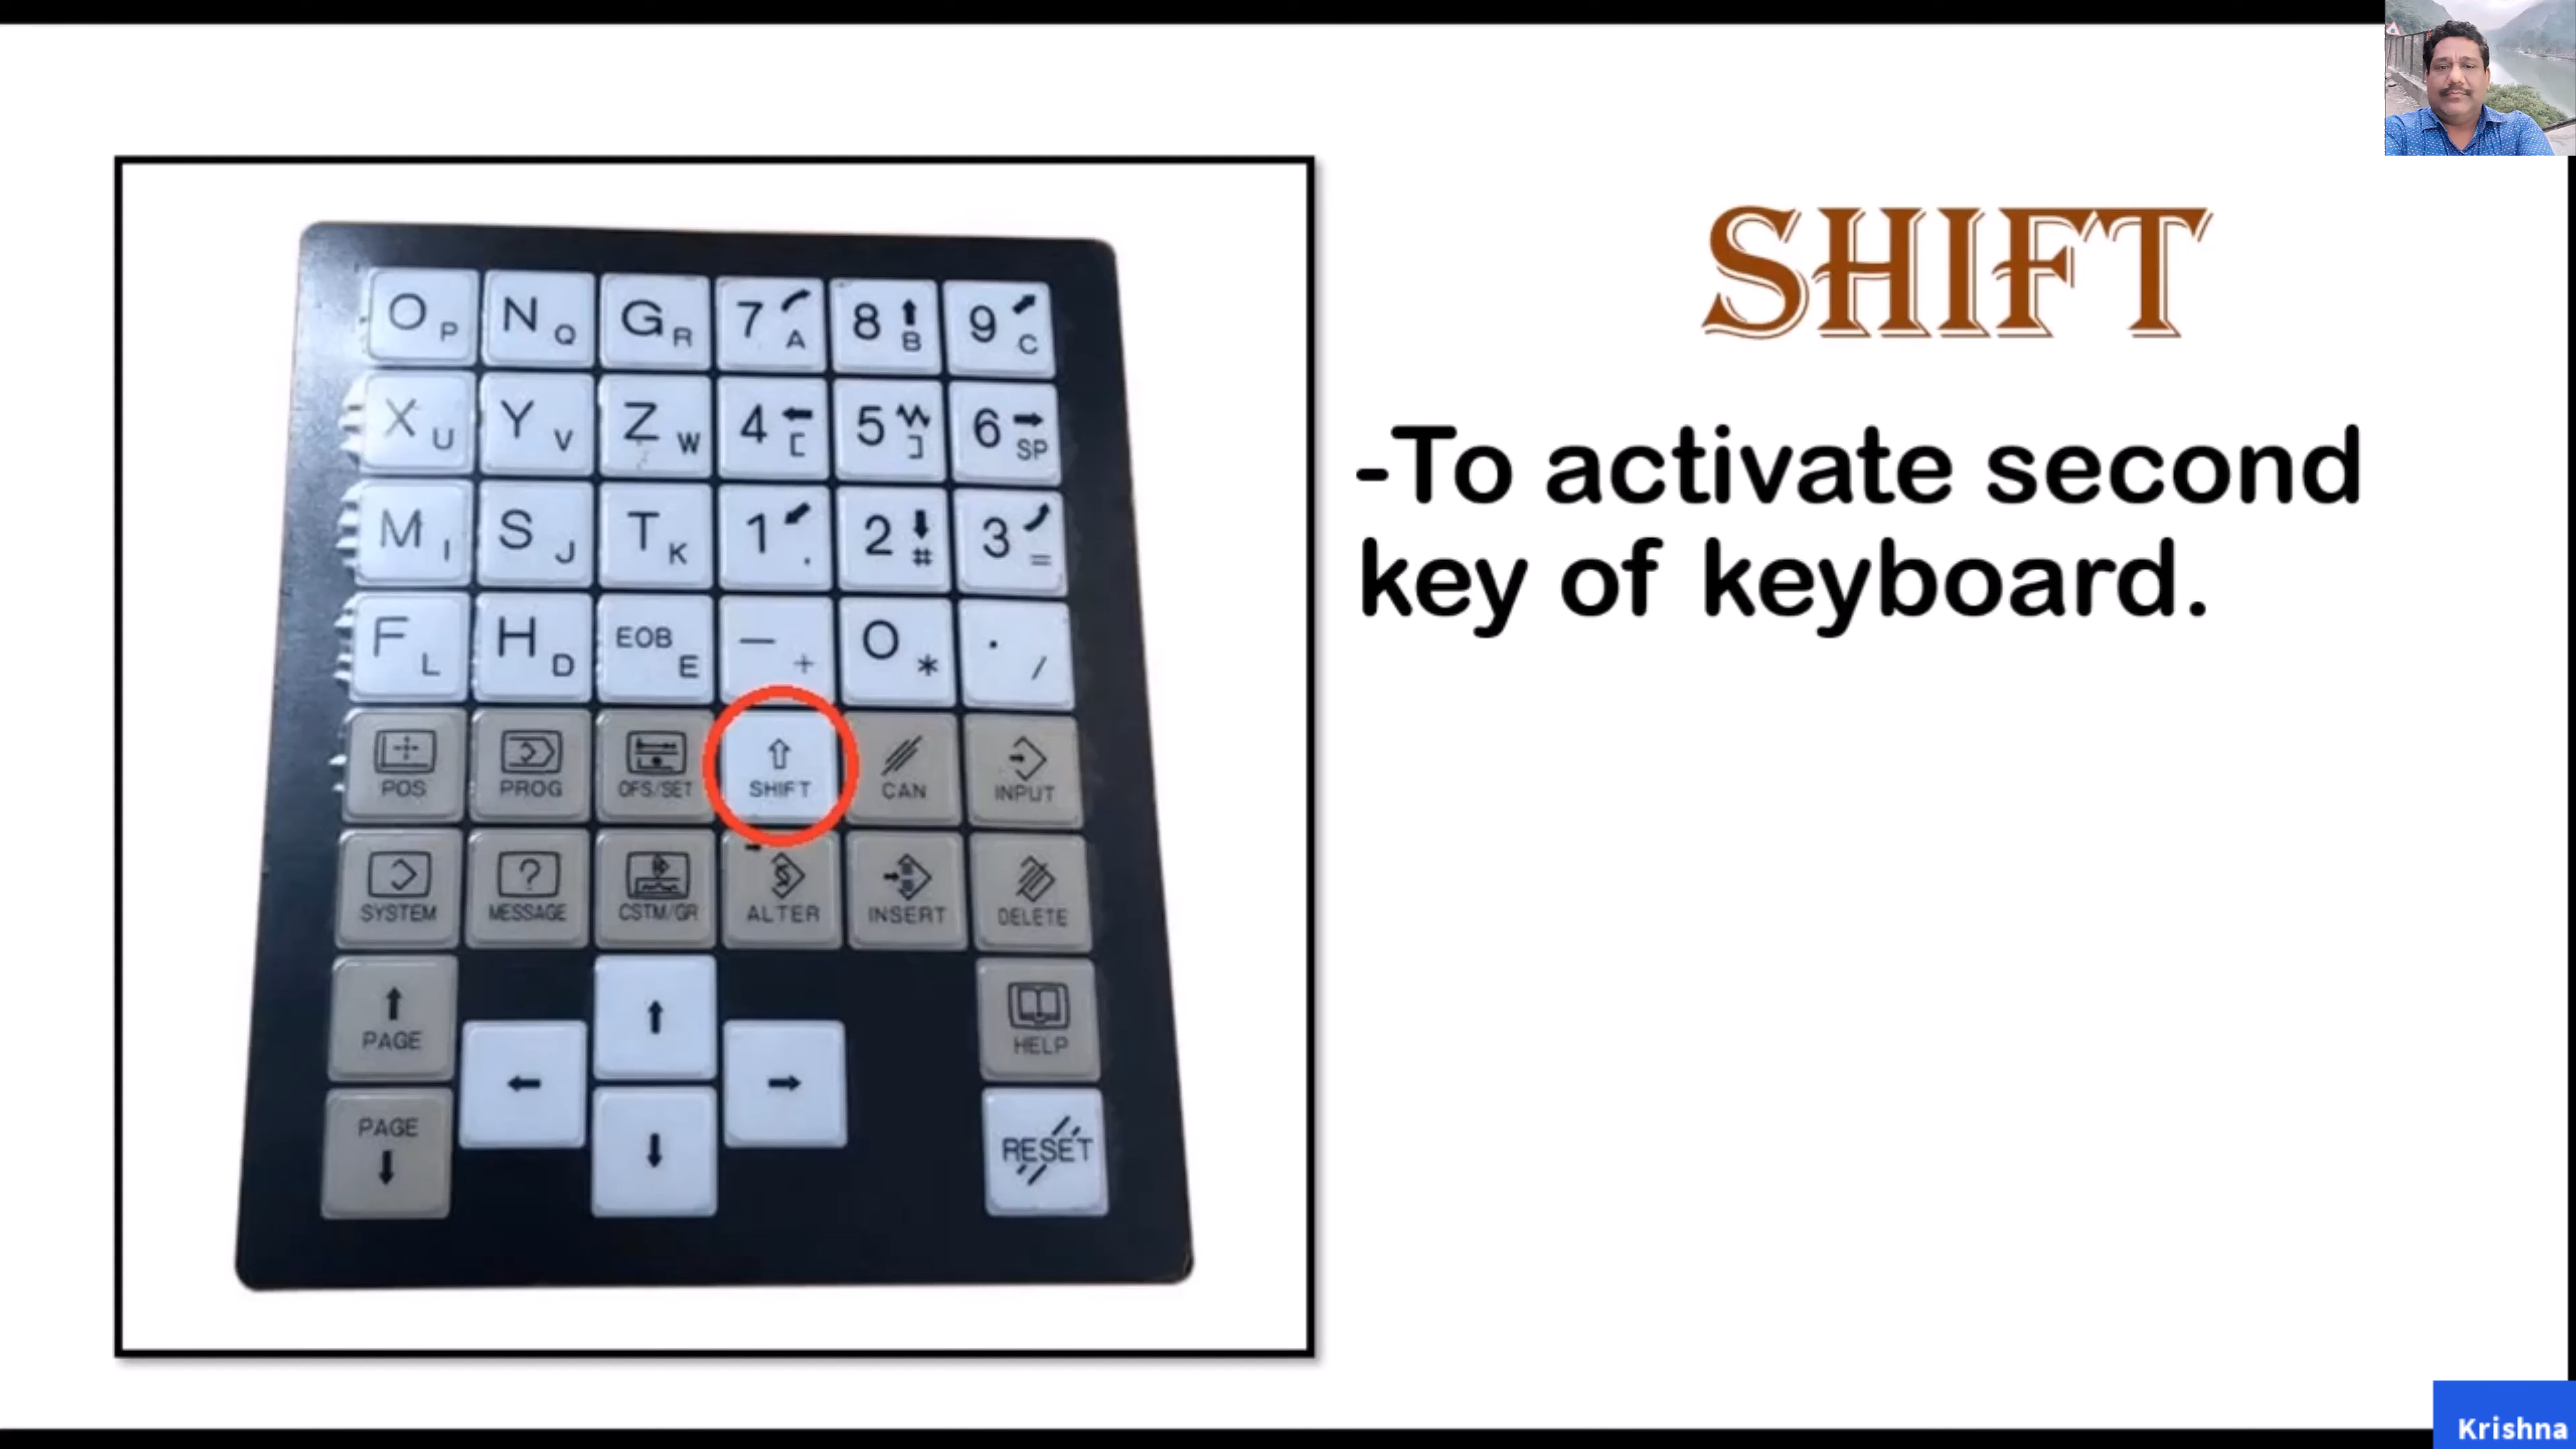 SHIFT
-To activate second
key of keyboard.
O P N Q G R 7 A 8 B 9 C
X U Y V Z W 4 [ 5 ] 6 SP
M I S J T K 1 , 2 # 3 =
F L H D EOB E - + 0 * . /
POS PROG OFS/SET SHIFT CAN INPUT
SYSTEM MESSAGE CSTM/GR ALTER INSERT DELETE
PAGE HELP
PAGE RESET
Krishna